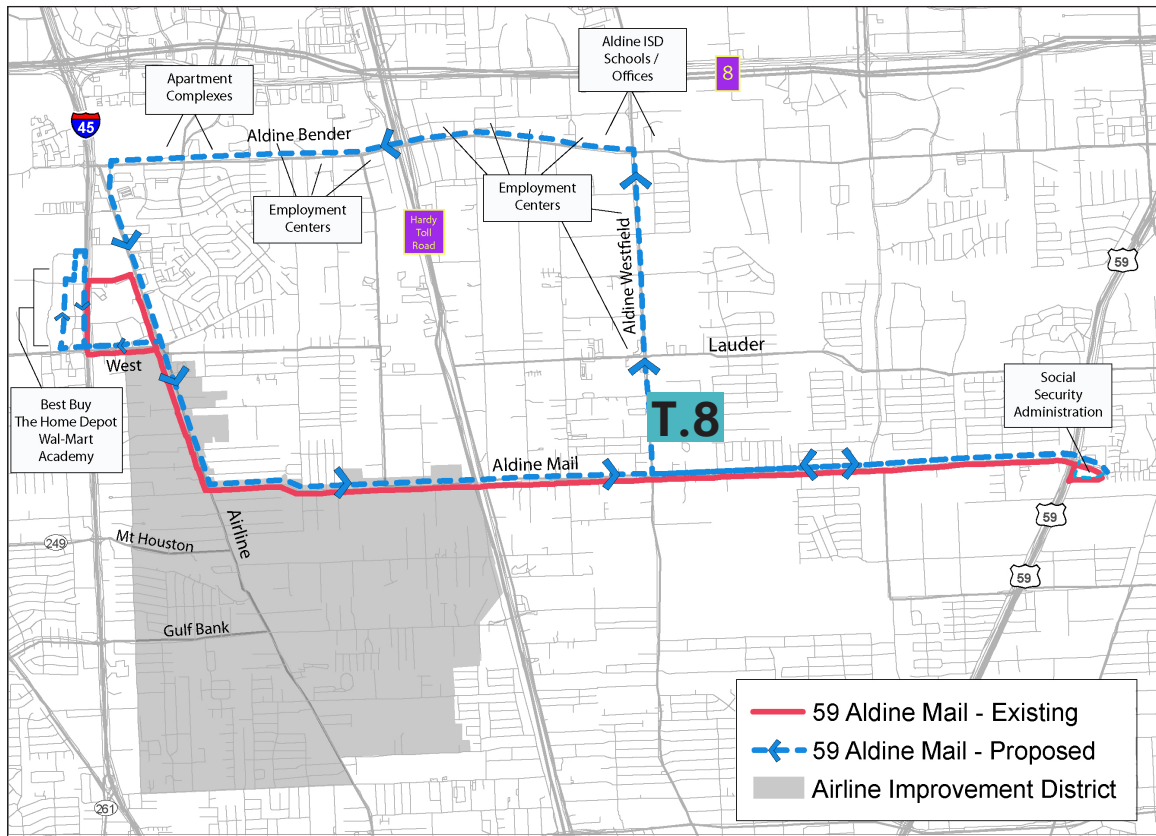 Aldine ISD
Schools /
Offices
8
Apartment
Complexes
45
Aldine Bender
Employment
Centers
Employment
Centers
Hardy
Toll
Road
Aldine Westfield
59
Lauder
West
Social
Security
Administration
Best Buy
The Home Depot
Wal-Mart
Academy
T.8
Aldine Mail
Airline
59
Mt Houston
249
59
Gulf Bank
261
59 Aldine Mail - Existing
59 Aldine Mail - Proposed
Airline Improvement District